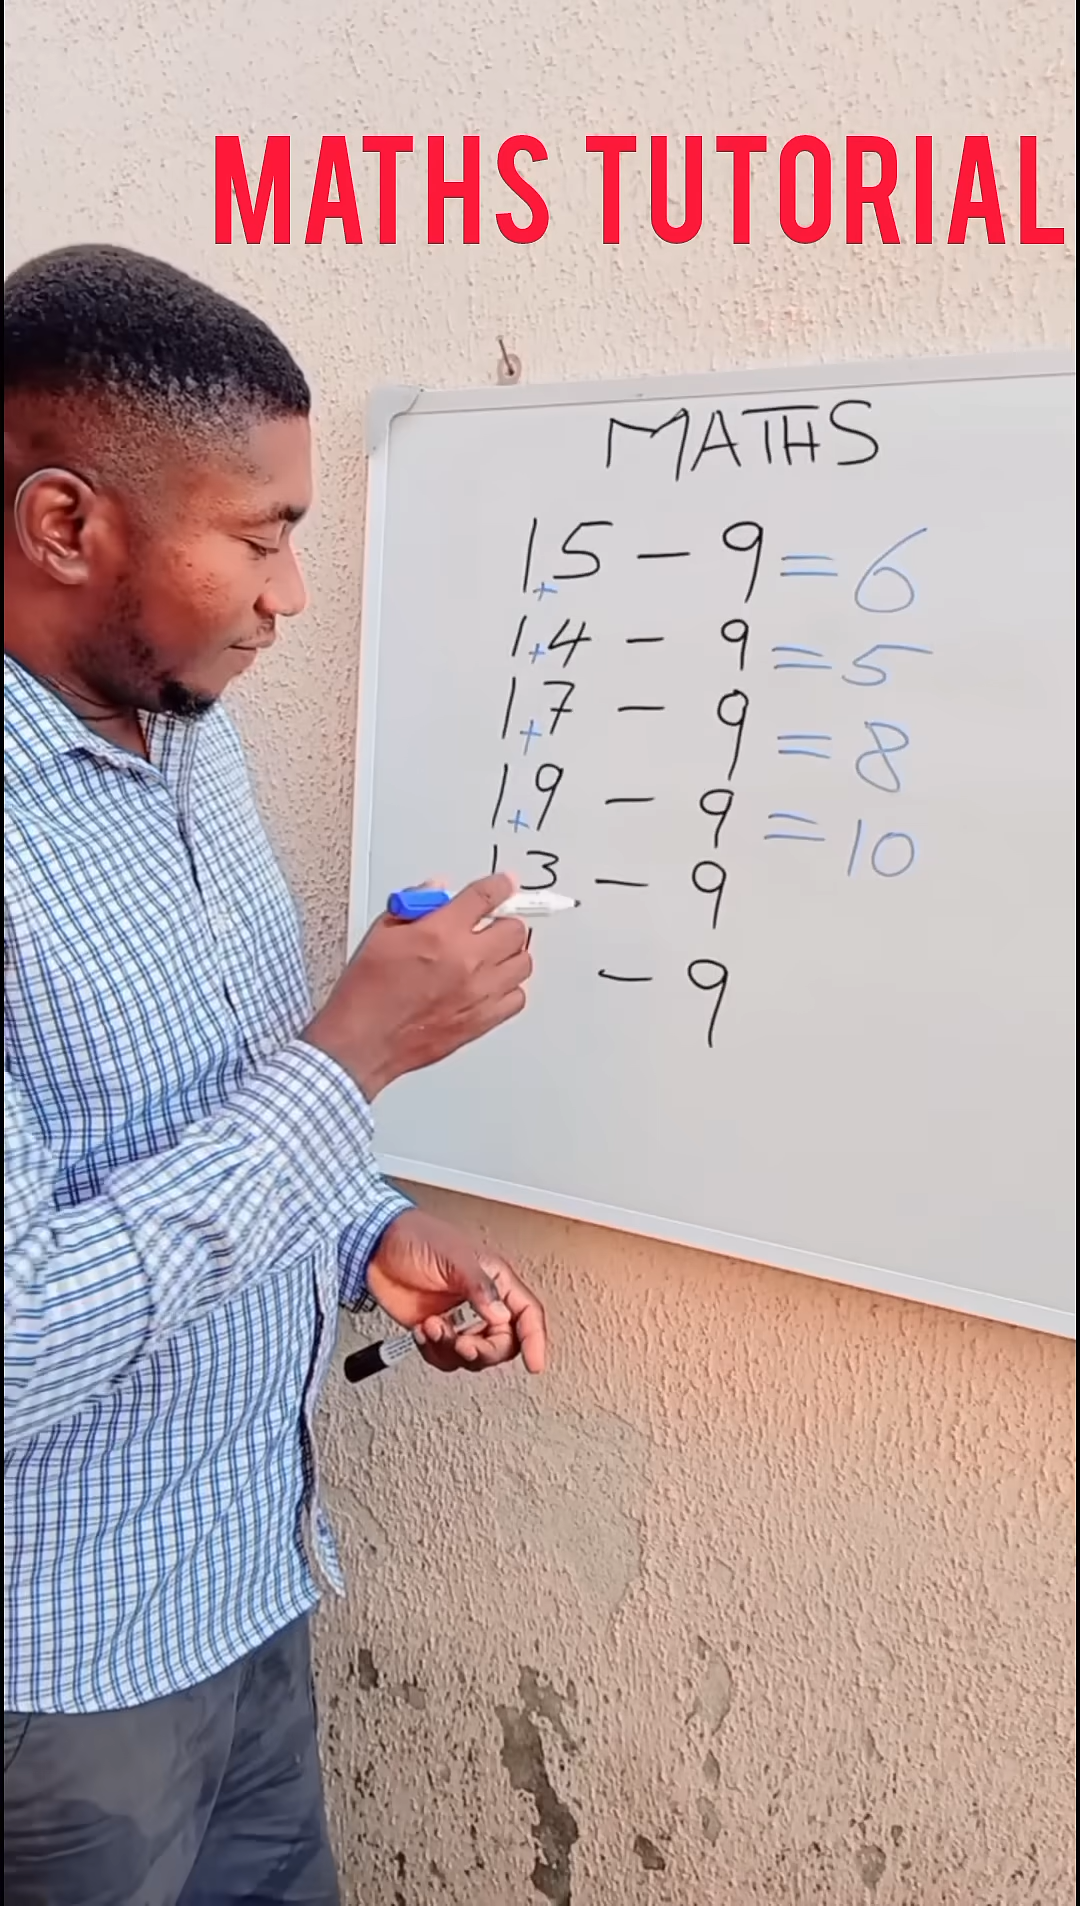 MATHS TUTORIAL
MATHS
15 - 9 = 6
+
14 - 9 = 5
+
17 - 9 = 8
+
19 - 9 = 10
+
13 - 9
- 9